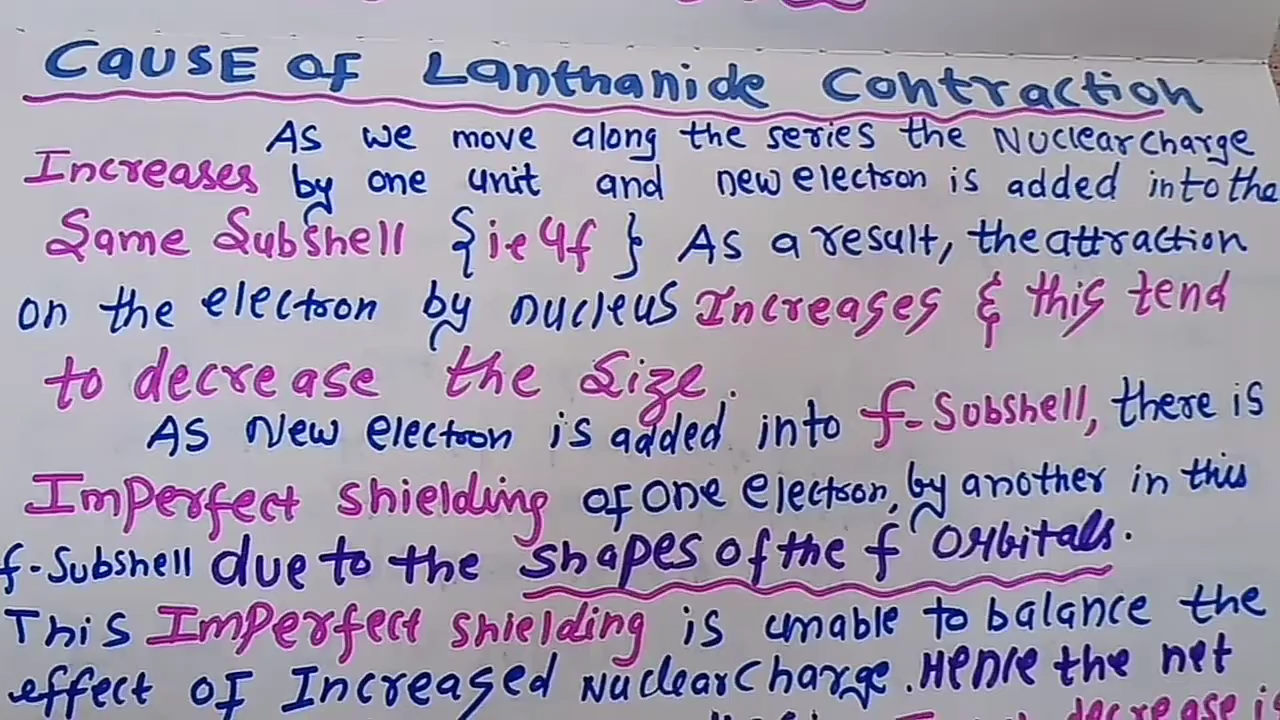 CAUSE OF Lanthanide Contraction
As we move along the series the Nuclear charge
Increases by one unit and new electron is added into the
Same Subshell {i.e 4f} As a result, the attraction
on the electron by nucleus Increases & this tend
to decrease the Size.
As New electron is added into f-Subshell, there is
Imperfect shielding of one electron by another in this
f-Subshell due to the shapes of the f Orbitals.
This Imperfect shielding is unable to balance the
effect of Increased Nuclear Charge. Hence the net
decrease is